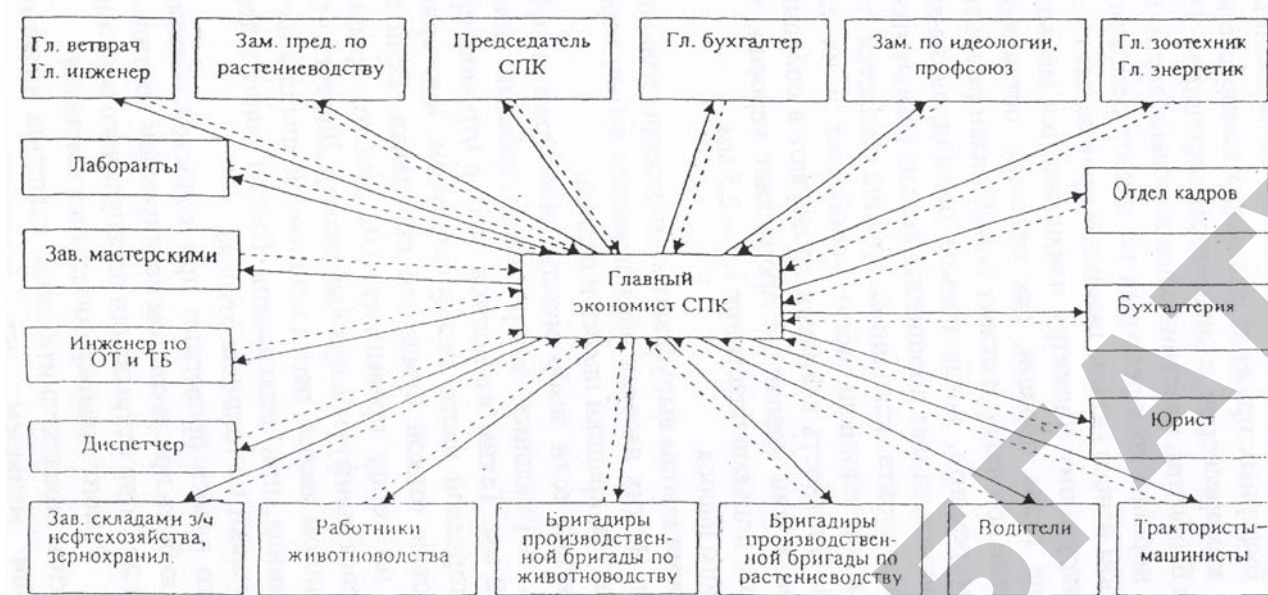 Гл. ветврач
Гл. инженер
Зам. пред. по
растениеводству
Председатель
СПК
Гл. бухгалтер
Зам. по идеологии,
профсоюз
Гл. зоотехник
Гл. энергетик
Лаборанты
Отдел кадров
Зав. мастерскими
Главный
экономист СПК
Бухгалтерия
Инженер по
ОТ и ТБ
Юрист
Диспетчер
Зав. складами з/ч
нефтехозяйства,
зернохранил.
Работники
животноводства
Бригадиры
производствен-
ной бригады по
животноводству
Бригадиры
производствен-
ной бригады по
растениеводству
Водители
Трактористы-
машинисты
БГАТ